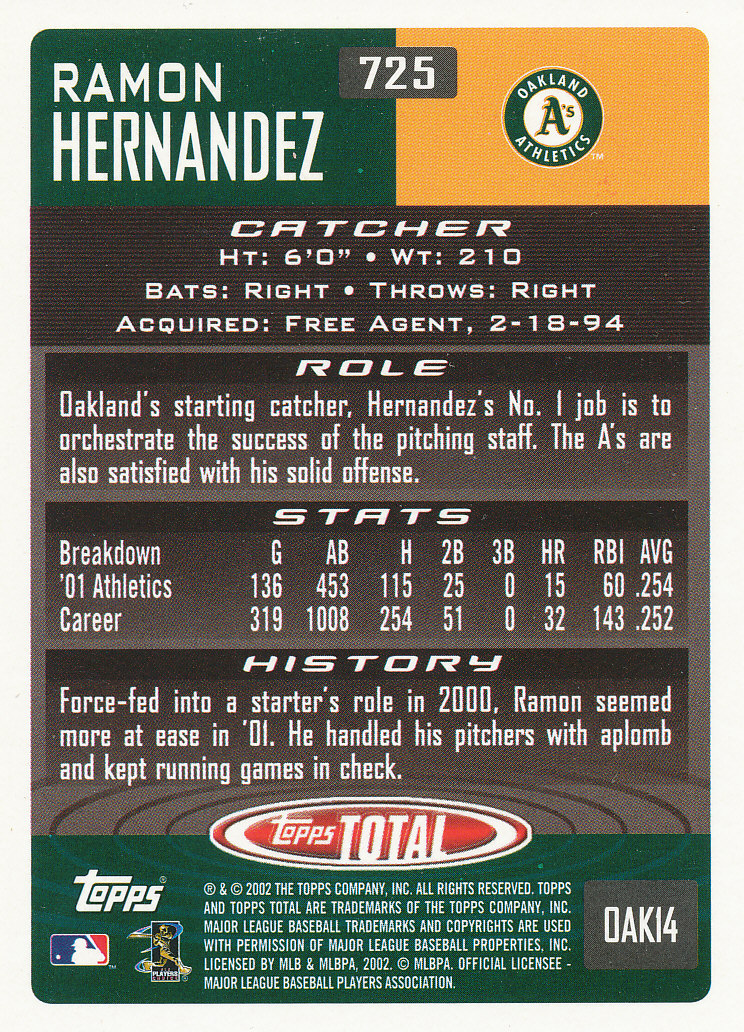 RAMON
HERNANDEZ
725
OAKLAND
A's
ATHLETICS
TM
CATCHER
HT: 6'0" • WT: 210
BATS: RIGHT • THROWS: RIGHT
ACQUIRED: FREE AGENT, 2-18-94
ROLE
Oakland's starting catcher, Hernandez's No. 1 job is to
orchestrate the success of the pitching staff. The A's are
also satisfied with his solid offense.
STATS
Breakdown G AB H 2B 3B HR RBI AVG
'01 Athletics 136 453 115 25 0 15 60 .254
Career 319 1008 254 51 0 32 143 .252
HISTORY
Force-fed into a starter's role in 2000, Ramon seemed
more at ease in '01. He handled his pitchers with aplomb
and kept running games in check.
Topps TOTAL
Topps®
® & © 2002 THE TOPPS COMPANY, INC. ALL RIGHTS RESERVED. TOPPS
AND TOPPS TOTAL ARE TRADEMARKS OF THE TOPPS COMPANY, INC.
MAJOR LEAGUE BASEBALL TRADEMARKS AND COPYRIGHTS ARE USED
WITH PERMISSION OF MAJOR LEAGUE BASEBALL PROPERTIES, INC.
LICENSED BY MLB & MLBPA, 2002. © MLBPA. OFFICIAL LICENSEE -
MAJOR LEAGUE BASEBALL PLAYERS ASSOCIATION.
TM
PLAYERS
CHOICE
OAK14